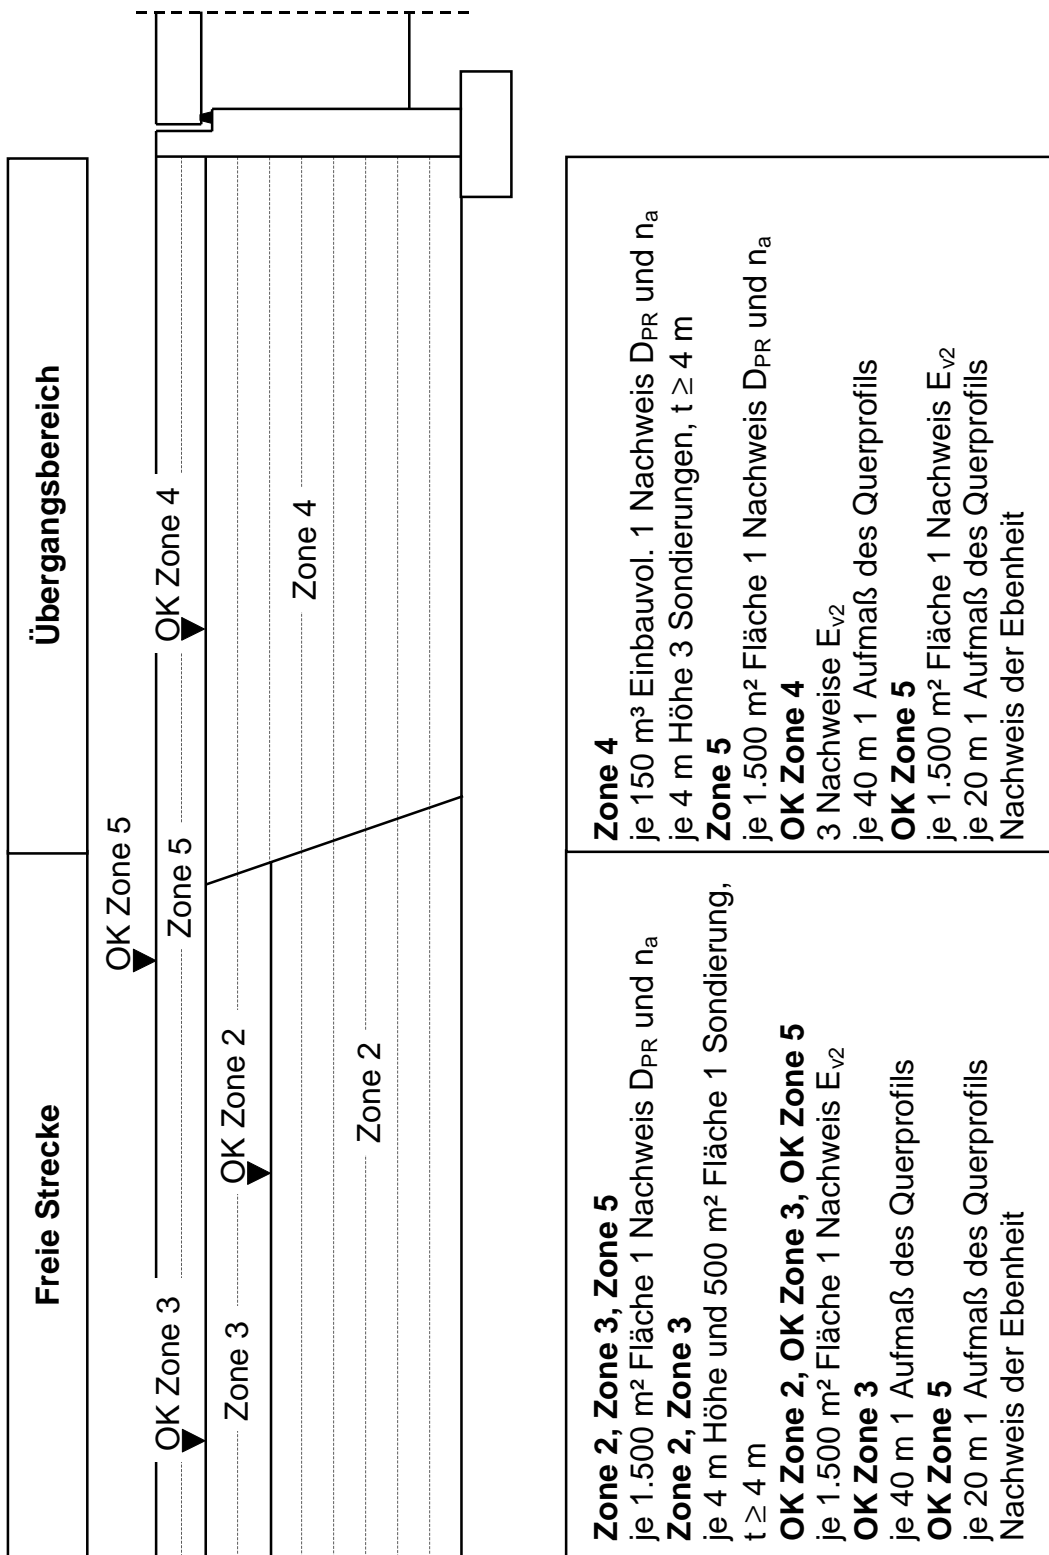 Freie Strecke
Übergangsbereich
OK Zone 5
OK Zone 3
OK Zone 4
Zone 5
Zone 3
OK Zone 2
Zone 4
Zone 2
Zone 2, Zone 3, Zone 5
je 1.500 m² Fläche 1 Nachweis D_PR und n_a
Zone 2, Zone 3
je 4 m Höhe und 500 m² Fläche 1 Sondierung,
t ≥ 4 m
OK Zone 2, OK Zone 3, OK Zone 5
je 1.500 m² Fläche 1 Nachweis E_v2
OK Zone 3
je 40 m 1 Aufmaß des Querprofils
OK Zone 5
je 20 m 1 Aufmaß des Querprofils
Nachweis der Ebenheit
Zone 4
je 150 m³ Einbauvol. 1 Nachweis D_PR und n_a
je 4 m Höhe 3 Sondierungen, t ≥ 4 m
Zone 5
je 1.500 m² Fläche 1 Nachweis D_PR und n_a
OK Zone 4
3 Nachweise E_v2
je 40 m 1 Aufmaß des Querprofils
OK Zone 5
je 1.500 m² Fläche 1 Nachweis E_v2
je 20 m 1 Aufmaß des Querprofils
Nachweis der Ebenheit